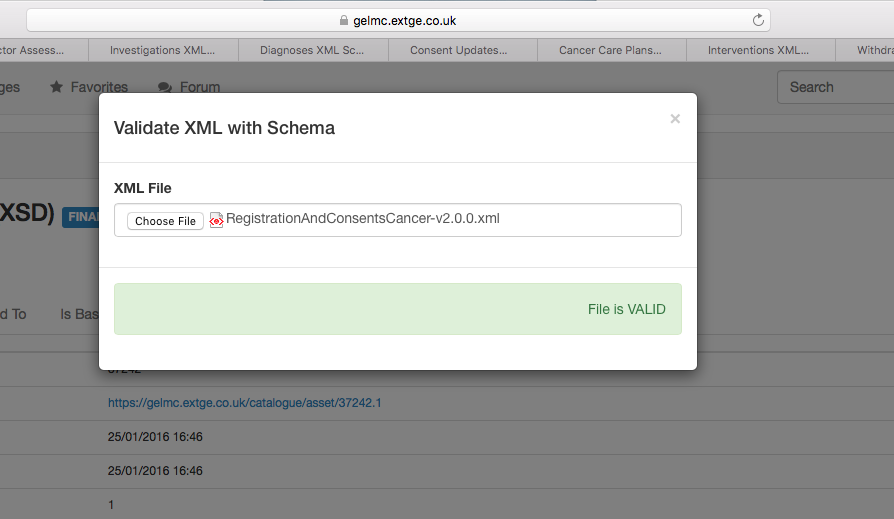 gelmc.extge.co.uk
ctor Assess... Investigations XML... Diagnoses XML Sc... Consent Updates... Cancer Care Plans... Interventions XML... Withdra
ges Favorites Forum Search
Validate XML with Schema ×
XML File
XSD) FINAL
Choose File RegistrationAndConsentsCancer-v2.0.0.xml
File is VALID
d To Is Bas
37242
https://gelmc.extge.co.uk/catalogue/asset/37242.1
25/01/2016 16:46
25/01/2016 16:46
1